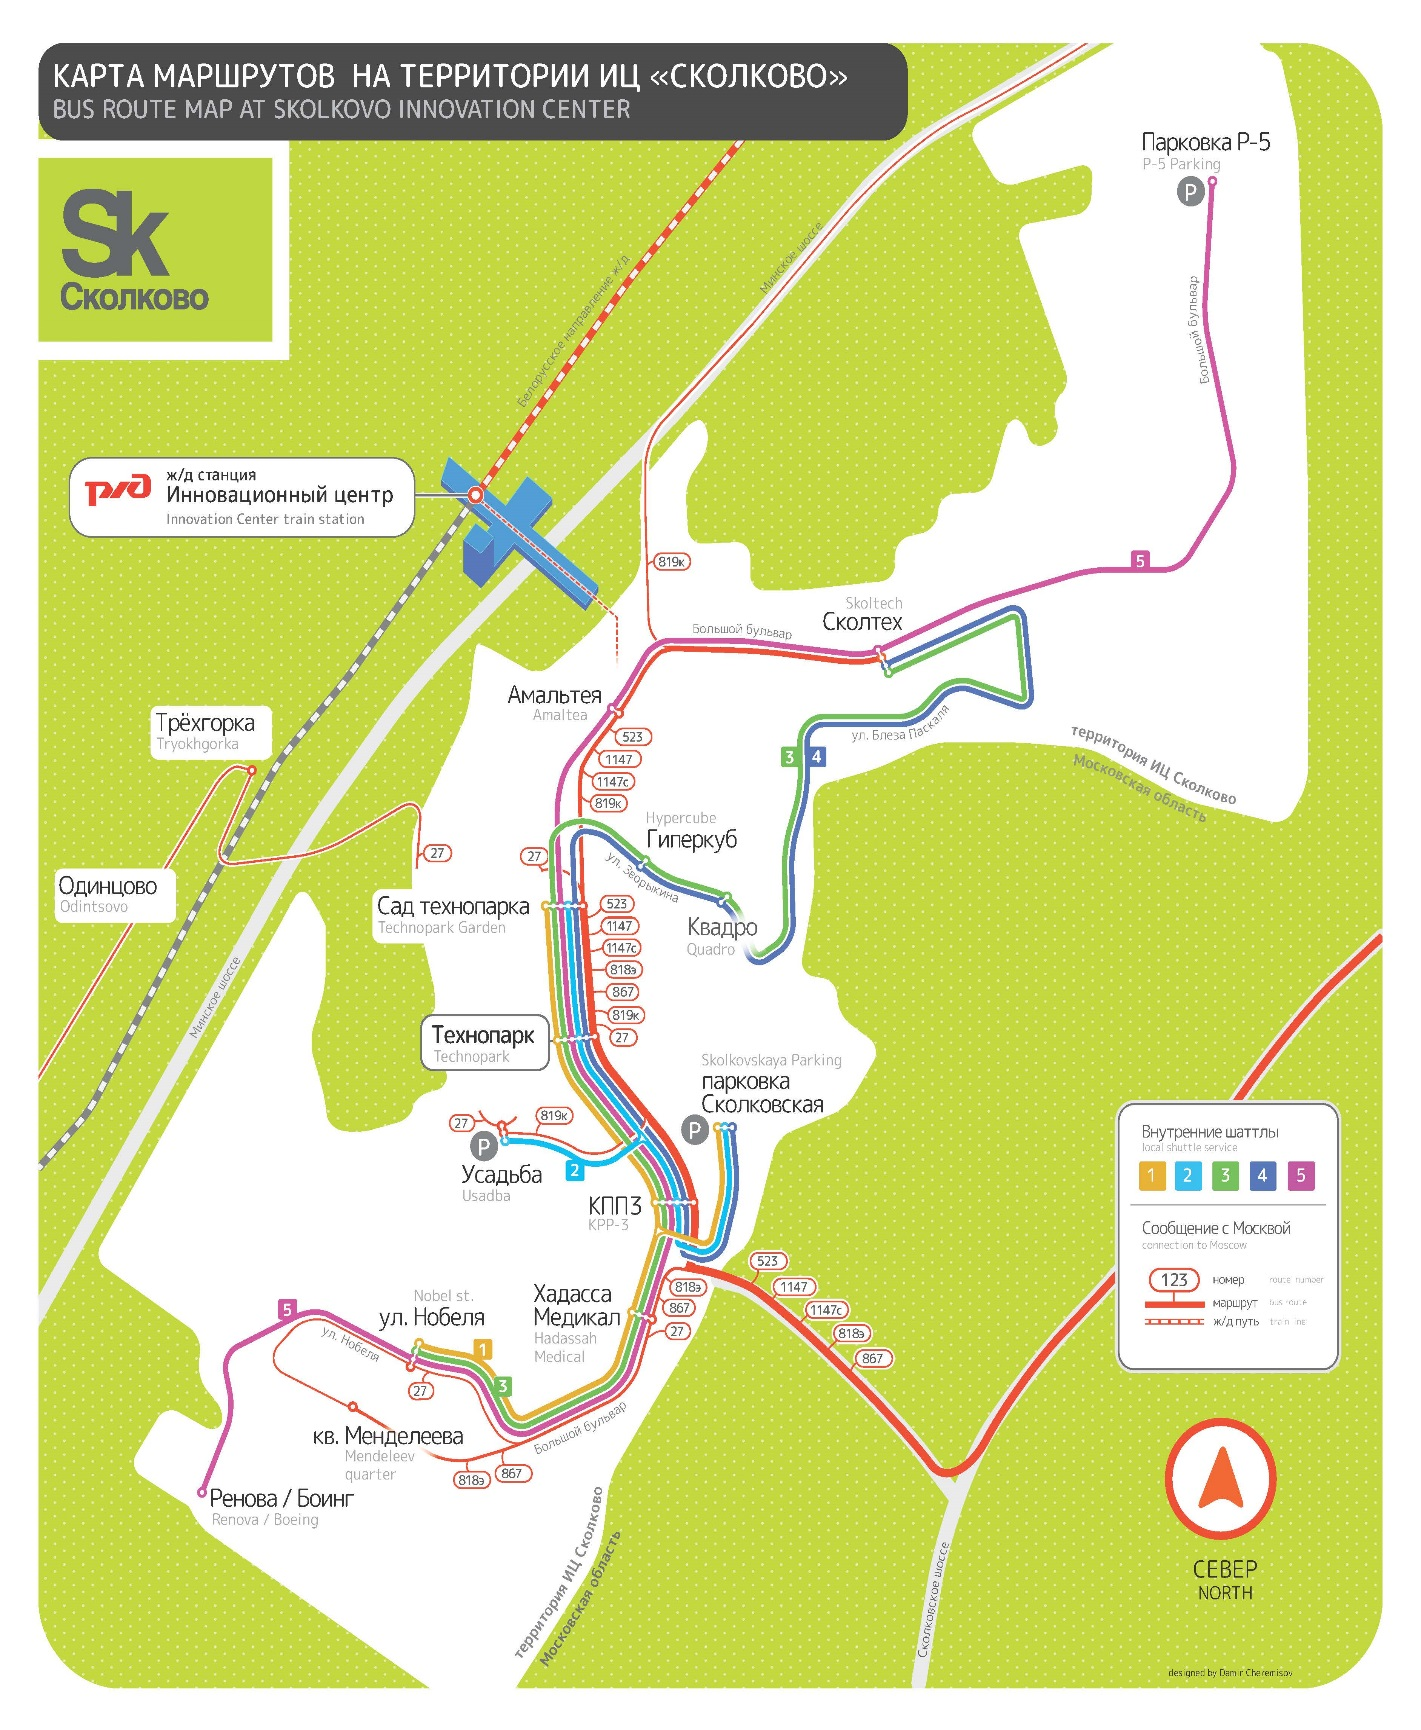 КАРТА МАРШРУТОВ НА ТЕРРИТОРИИ ИЦ «СКОЛКОВО»
BUS ROUTE MAP AT SKOLKOVO INNOVATION CENTER
Sk
Сколково
Парковка Р-5
P-5 Parking
P
Большой бульвар
Белорусское направление ж/д
Минское шоссе
ржд
ж/д станция
Инновационный центр
Innovation Center train station
819к
5
Skoltech
Сколтех
Большой бульвар
Амальтея
Amaltea
523
1147
1147с
819к
ул. Блеза Паскаля
3
4
территория ИЦ Сколково
Московская область
Трёхгорка
Tryokhgorka
27
Одинцово
Odintsovo
Hypercube
Гиперкуб
ул. Зворыкина
27
Сад технопарка
Technopark Garden
Квадро
Quadro
523
1147
1147с
818э
867
819к
27
Минское шоссе
Технопарк
Technopark
Skolkovskaya Parking
парковка
Сколковская
P
27
819к
P
2
Усадьба
Usadba
КПП3
KPP-3
Внутренние шаттлы
local shuttle service
1
2
3
4
5
Сообщение с Москвой
connection to Moscow
123
номер
route number
маршрут
bus route
ж/д путь
train line
523
1147
1147с
818э
867
818э
867
27
Хадасса
Медикал
Hadassah
Medical
Nobel st.
ул. Нобеля
5
ул. Нобеля
1
3
27
кв. Менделеева
Mendeleev
quarter
Большой бульвар
818э
867
Ренова / Боинг
Renova / Boeing
территория ИЦ Сколково
Московская область
Сколковское шоссе
СЕВЕР
NORTH
designed by Damir Cheremisov